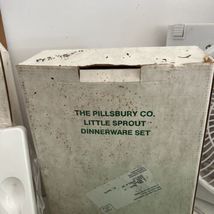 THE PILLSBURY CO.
LITTLE SPROUT
DINNERWARE SET